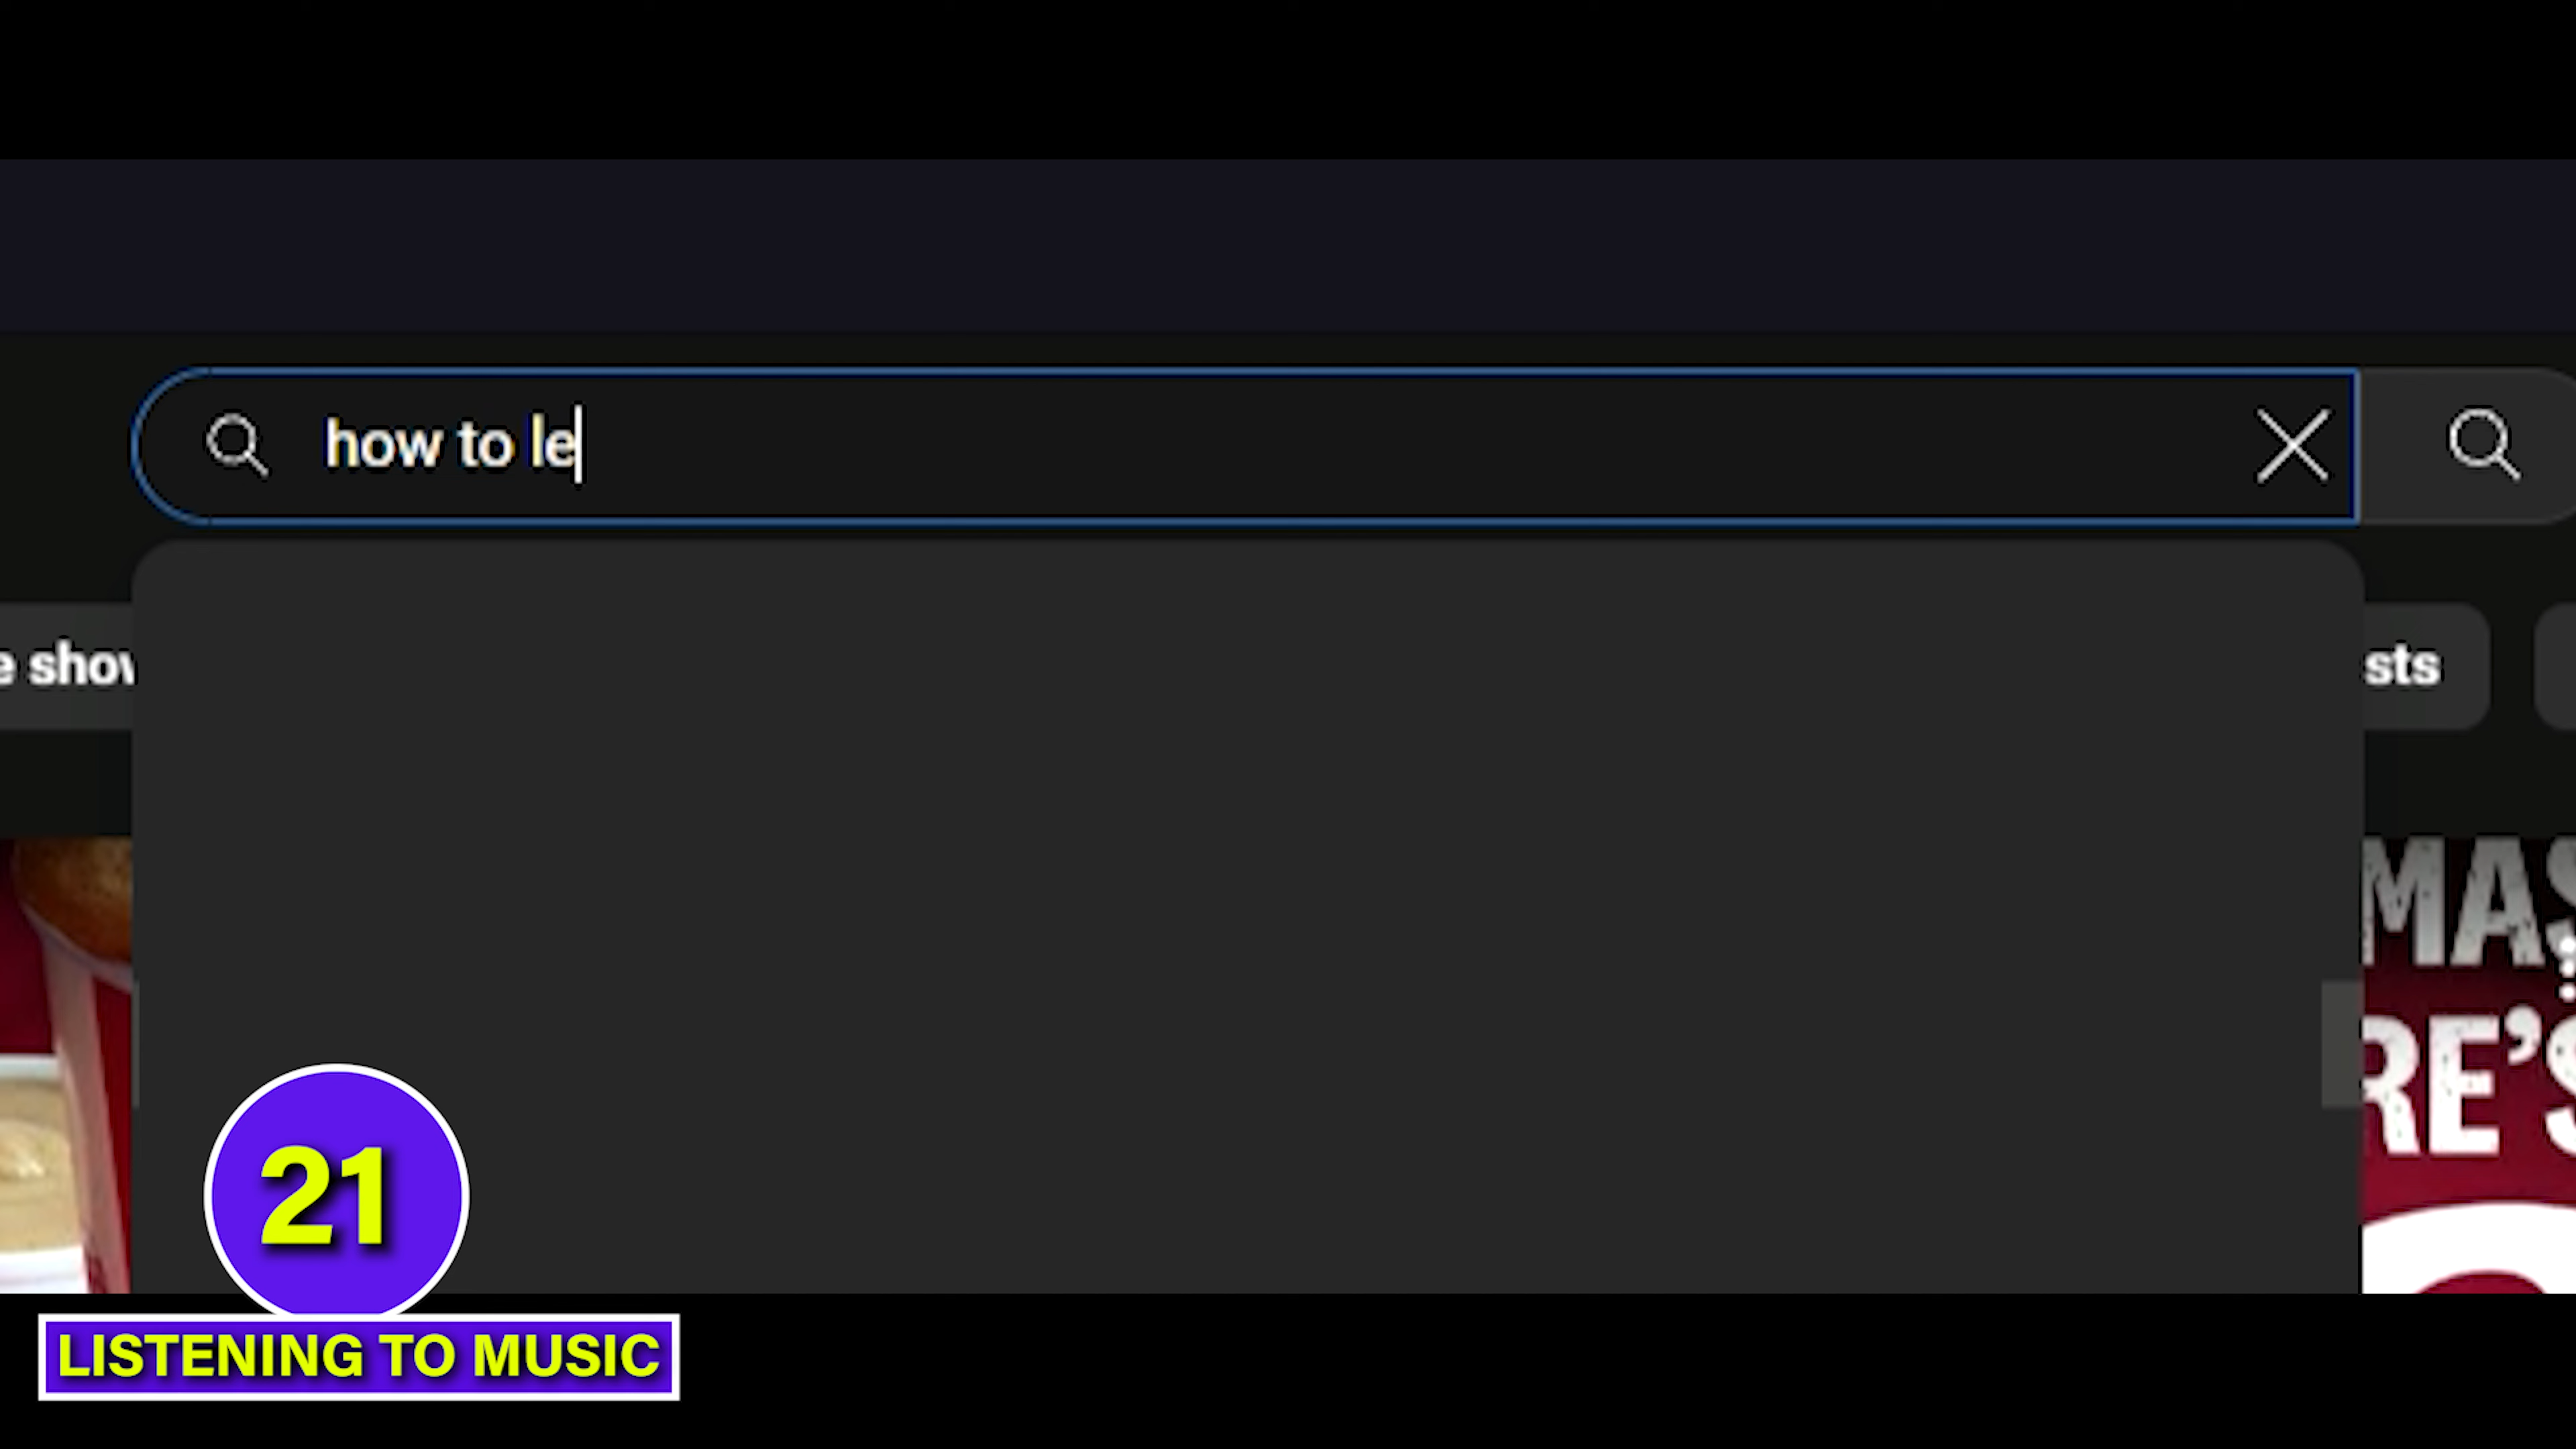 how to le
e show
sts
MAS
RE'S
21
LISTENING TO MUSIC